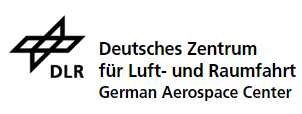 DLR
Deutsches Zentrum
für Luft- und Raumfahrt
German Aerospace Center